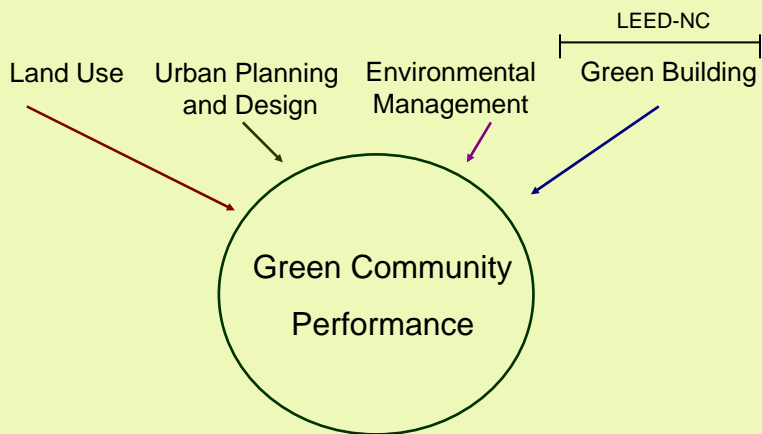 LEED-NC
Land Use
Urban Planning
and Design
Environmental
Management
Green Building
Green Community
Performance